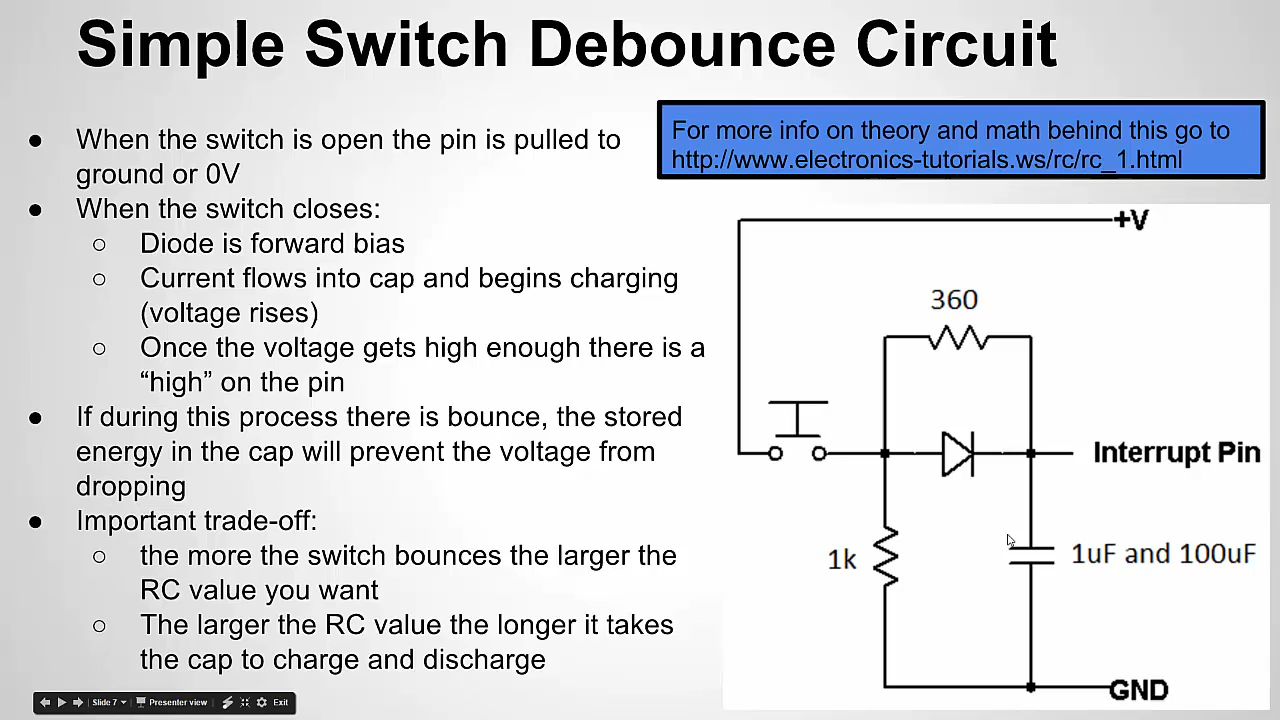 Simple Switch Debounce Circuit
● When the switch is open the pin is pulled to
ground or 0V
● When the switch closes:
○ Diode is forward bias
○ Current flows into cap and begins charging
(voltage rises)
○ Once the voltage gets high enough there is a
“high” on the pin
● If during this process there is bounce, the stored
energy in the cap will prevent the voltage from
dropping
● Important trade-off:
○ the more the switch bounces the larger the
RC value you want
○ The larger the RC value the longer it takes
the cap to charge and discharge
For more info on theory and math behind this go to
http://www.electronics-tutorials.ws/rc/rc_1.html
+V
360
Interrupt Pin
1k
1uF and 100uF
GND
Slide 7
Presenter view
Exit